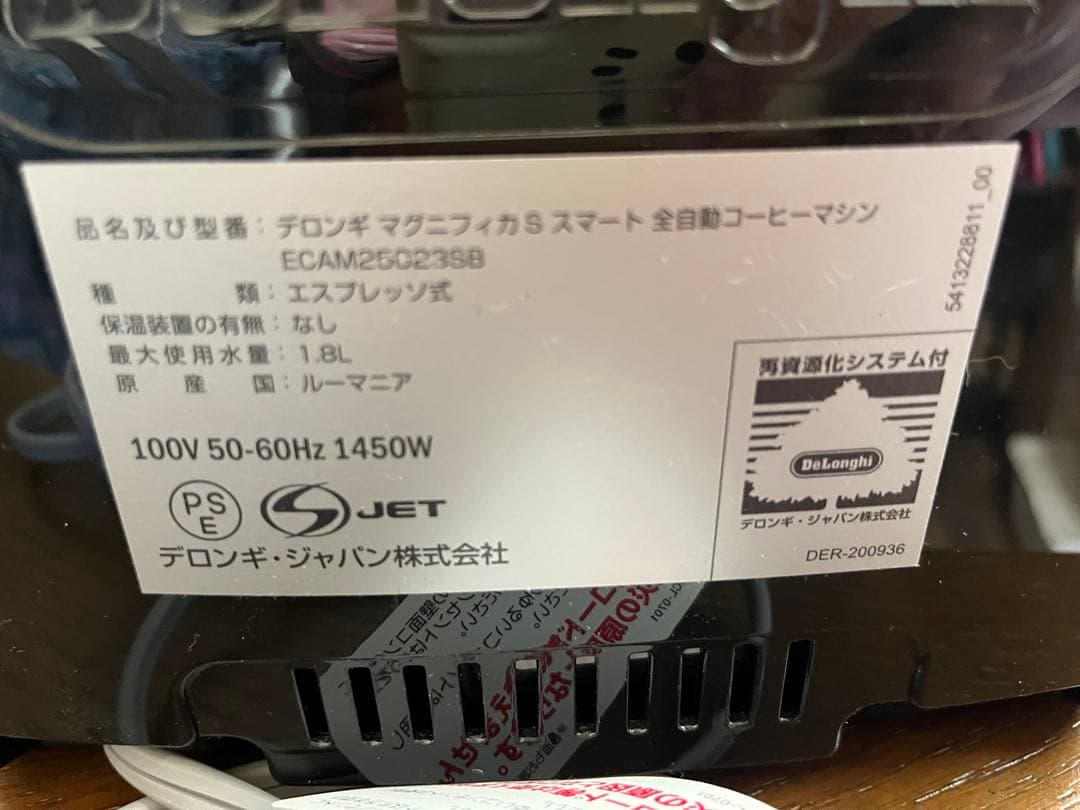 品名及び型番：デロンギ マグニフィカS スマート 全自動コーヒーマシン
ECAM25023SB
種　　　　類：エスプレッソ式
保温装置の有無：なし
最大使用水量：1.8L
原　産　国：ルーマニア
100V 50-60Hz 1450W
PS
E
S JET
デロンギ・ジャパン株式会社
5413228811_00
再資源化システム付
DeLonghi
デロンギ・ジャパン株式会社
DER-200936